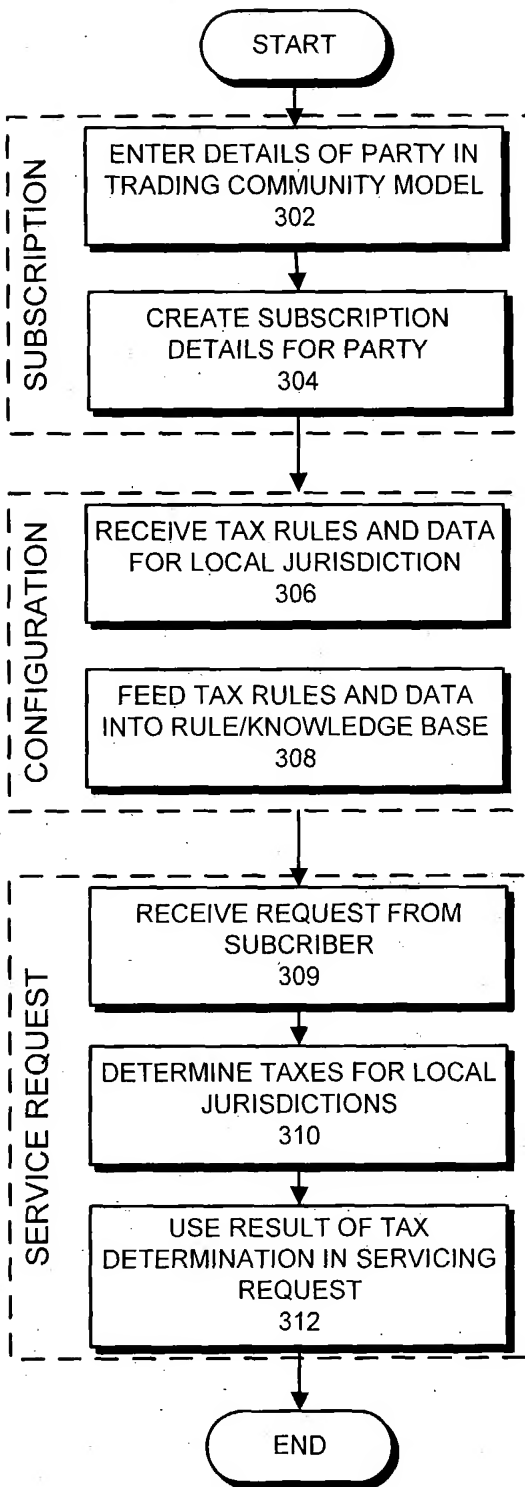 START
SUBSCRIPTION
ENTER DETAILS OF PARTY IN
TRADING COMMUNITY MODEL
302
CREATE SUBSCRIPTION
DETAILS FOR PARTY
304
CONFIGURATION
RECEIVE TAX RULES AND DATA
FOR LOCAL JURISDICTION
306
FEED TAX RULES AND DATA
INTO RULE/KNOWLEDGE BASE
308
SERVICE REQUEST
RECEIVE REQUEST FROM
SUBCRIBER
309
DETERMINE TAXES FOR LOCAL
JURISDICTIONS
310
USE RESULT OF TAX
DETERMINATION IN SERVICING
REQUEST
312
END